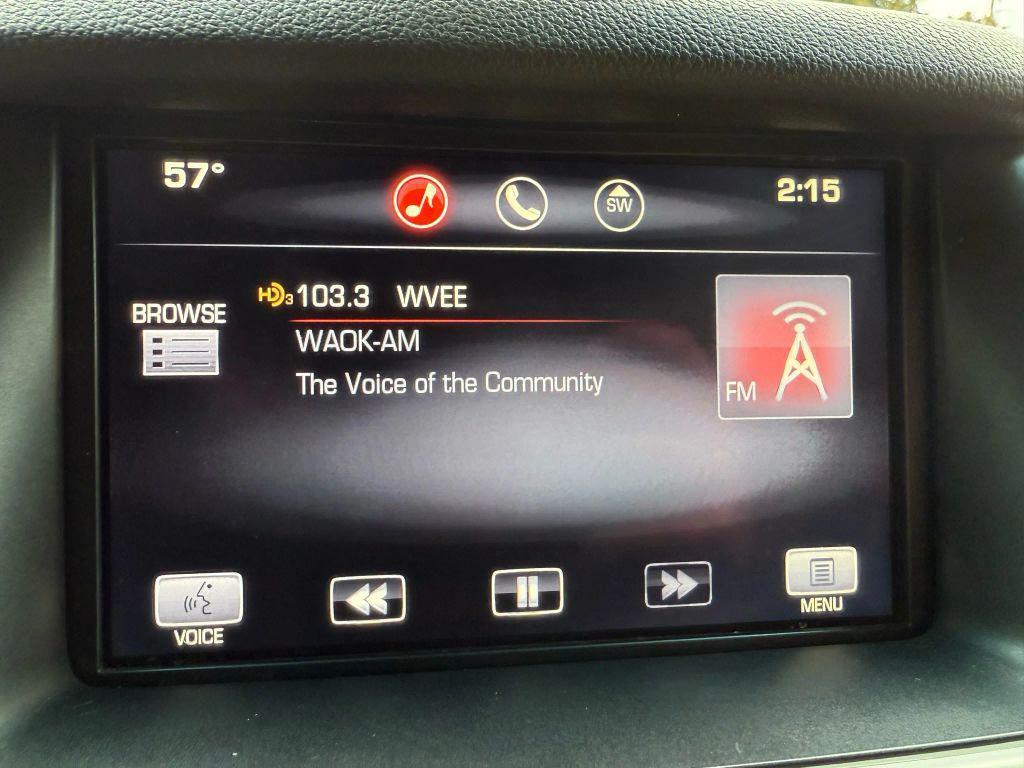 57°
SW
2:15
HD3 103.3 WVEE
BROWSE
WAOK-AM
The Voice of the Community
FM
VOICE
MENU